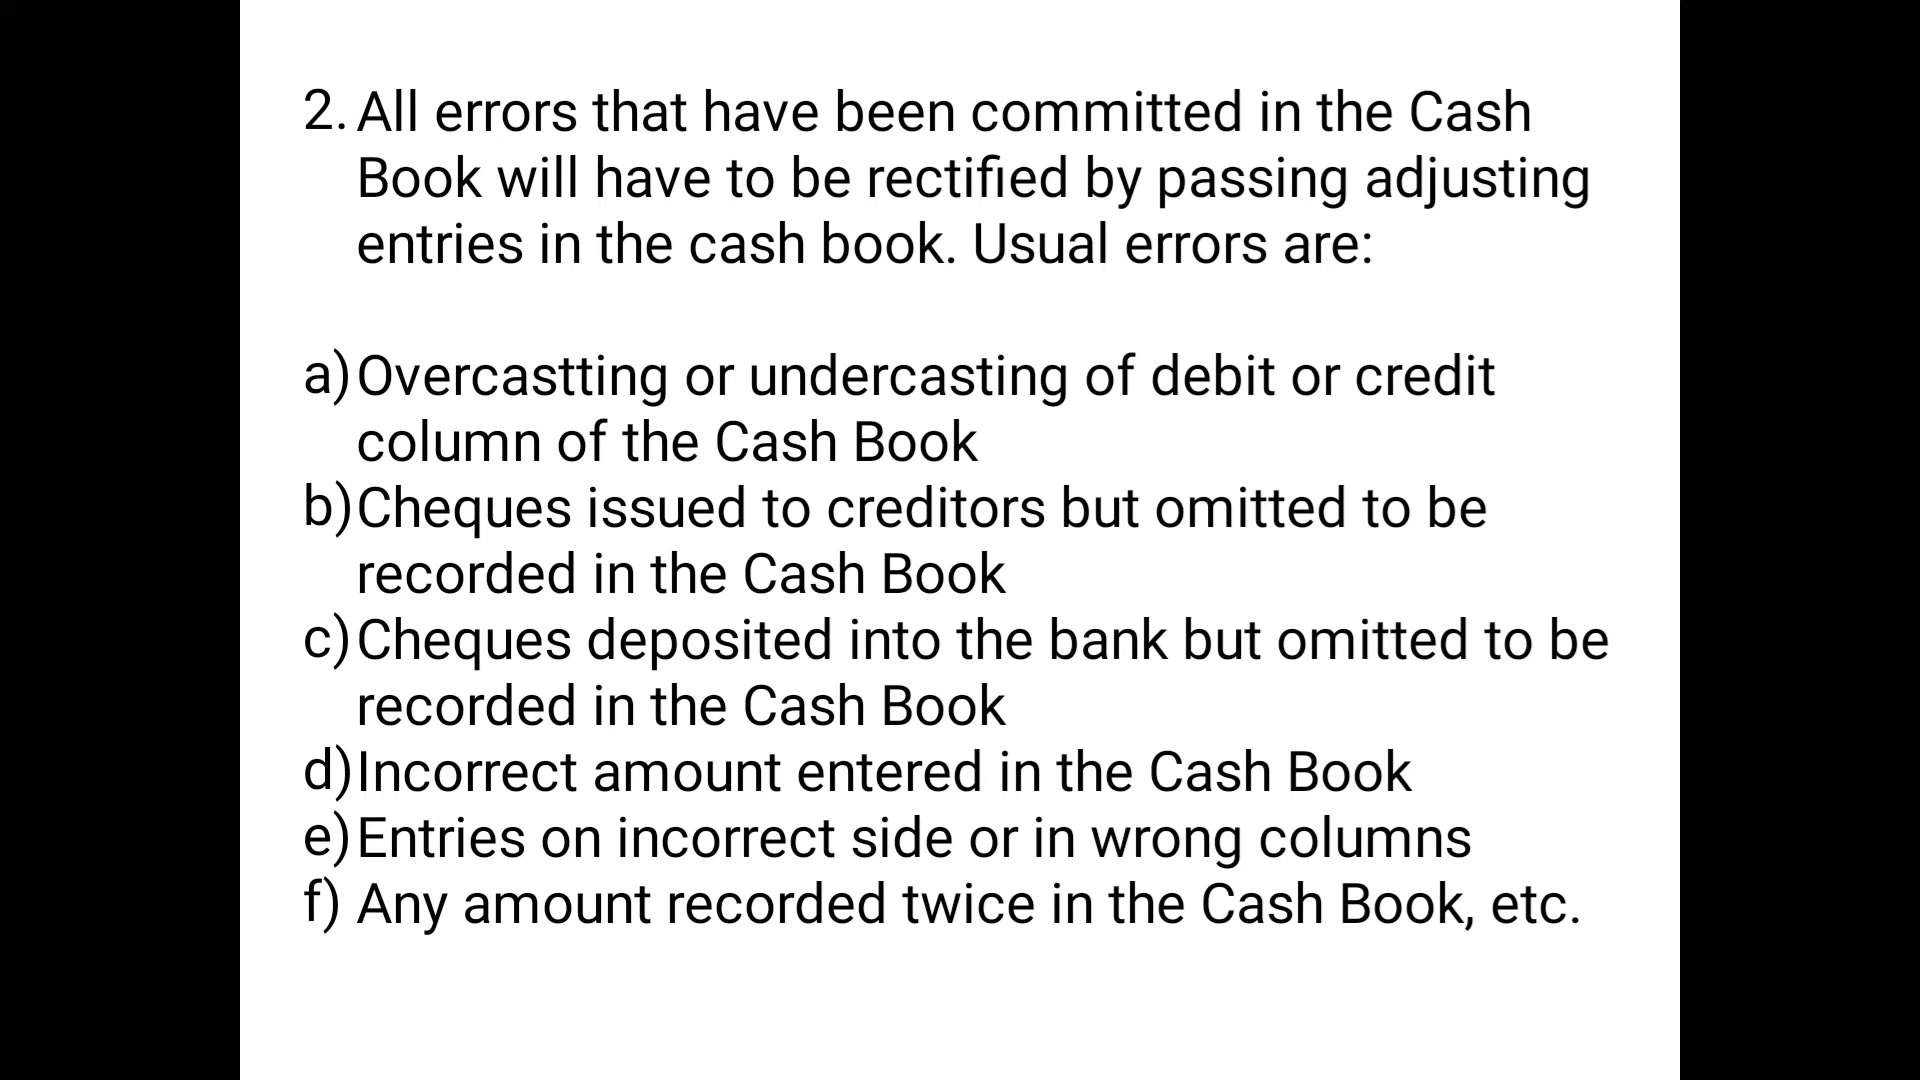 2. All errors that have been committed in the Cash
Book will have to be rectified by passing adjusting
entries in the cash book. Usual errors are:
a) Overcastting or undercasting of debit or credit
column of the Cash Book
b) Cheques issued to creditors but omitted to be
recorded in the Cash Book
c) Cheques deposited into the bank but omitted to be
recorded in the Cash Book
d) Incorrect amount entered in the Cash Book
e) Entries on incorrect side or in wrong columns
f) Any amount recorded twice in the Cash Book, etc.